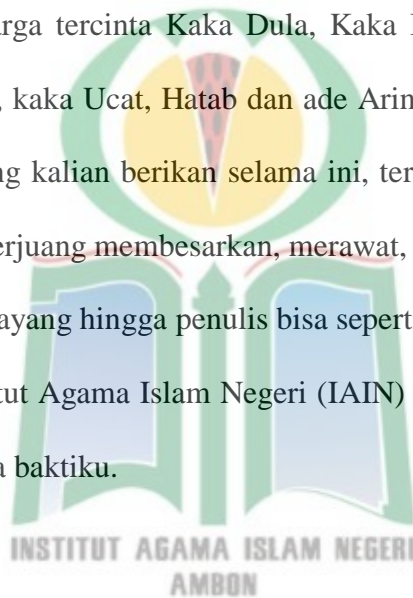 arga tercinta Kaka Dula, Kaka
, kaka Ucat, Hatab dan ade Arin
ng kalian berikan selama ini, ter
erjuang membesarkan, merawat,
ayang hingga penulis bisa sepert
tut Agama Islam Negeri (IAIN)
a baktiku.
INSTITUT AGAMA ISLAM NEGERI
AMBON